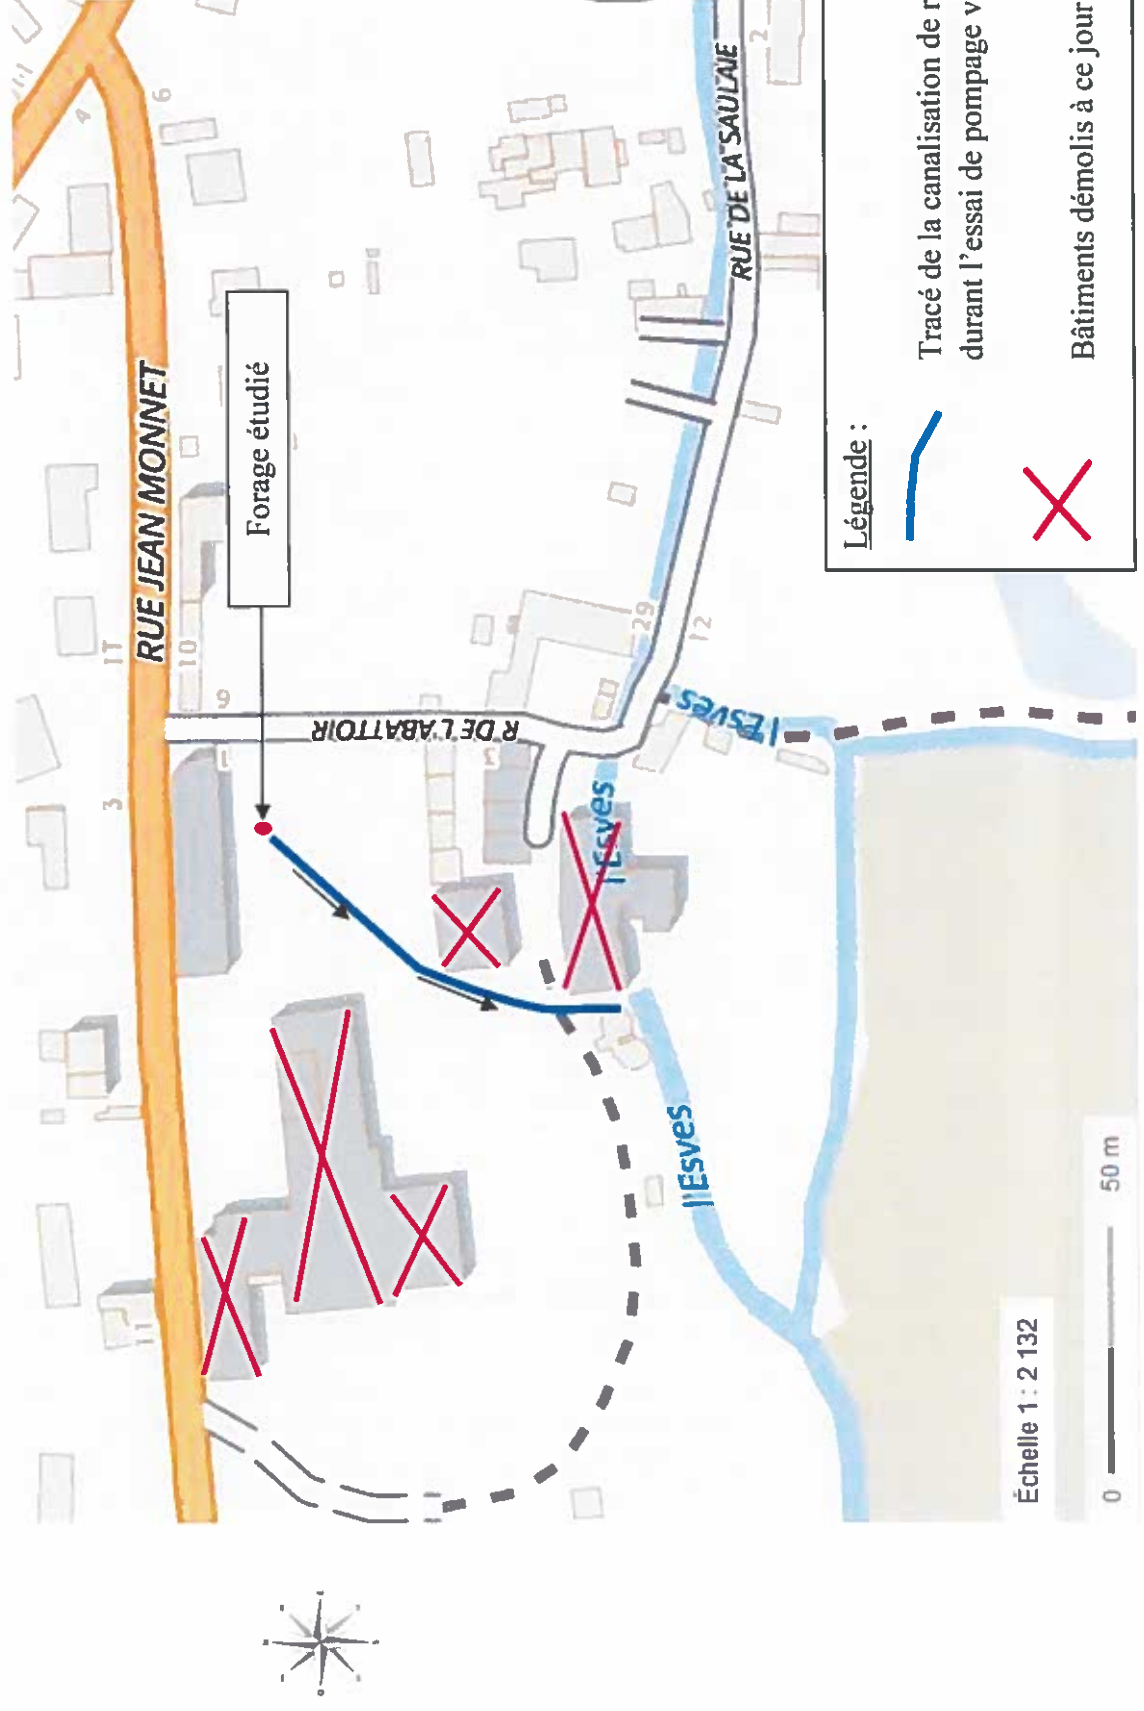 RUE JEAN MONNET
4
6
3
1T
10
9
1
Forage étudié
R DE L'ABATTOIR
5
RUE DE LA SAULAIE
2
29
12
l'Esves
l'Esves
l'Esves
Légende :
Tracé de la canalisation de r
durant l'essai de pompage v
Bâtiments démolis à ce jour
Échelle 1 : 2 132
0 50 m